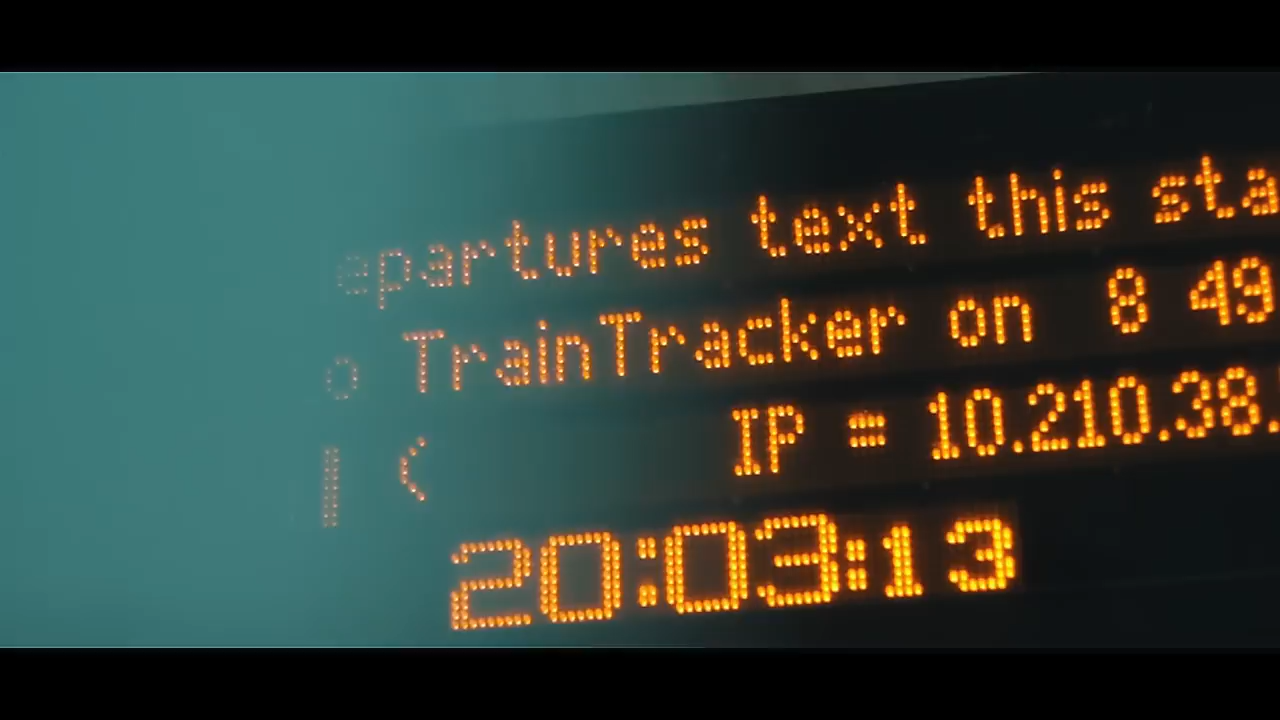 epartures text this sta
o TrainTracker on 8 49
| < IP = 10.210.38.
20:03:13